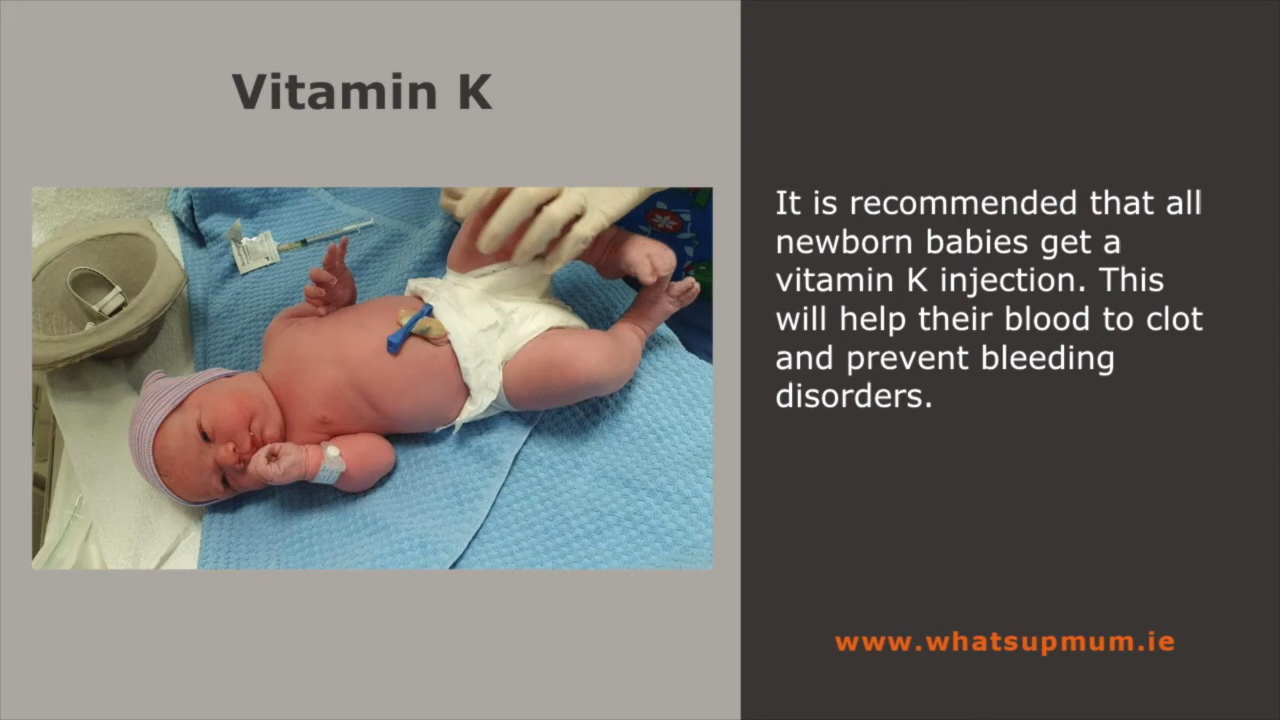 Vitamin K
It is recommended that all
newborn babies get a
vitamin K injection. This
will help their blood to clot
and prevent bleeding
disorders.
www.whatsupmum.ie